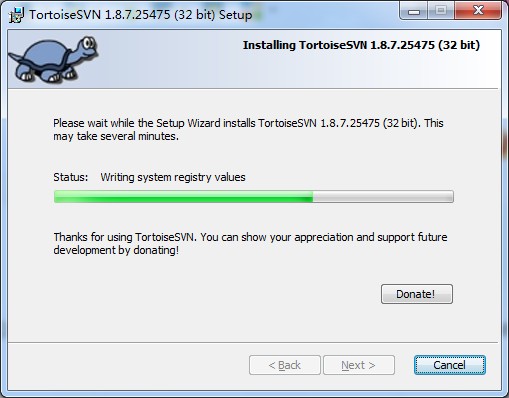 TortoiseSVN 1.8.7.25475 (32 bit) Setup
Installing TortoiseSVN 1.8.7.25475 (32 bit)
Please wait while the Setup Wizard installs TortoiseSVN 1.8.7.25475 (32 bit). This
may take several minutes.
Status: Writing system registry values
Thanks for using TortoiseSVN. You can show your appreciation and support future
development by donating!
Donate!
< Back Next > Cancel